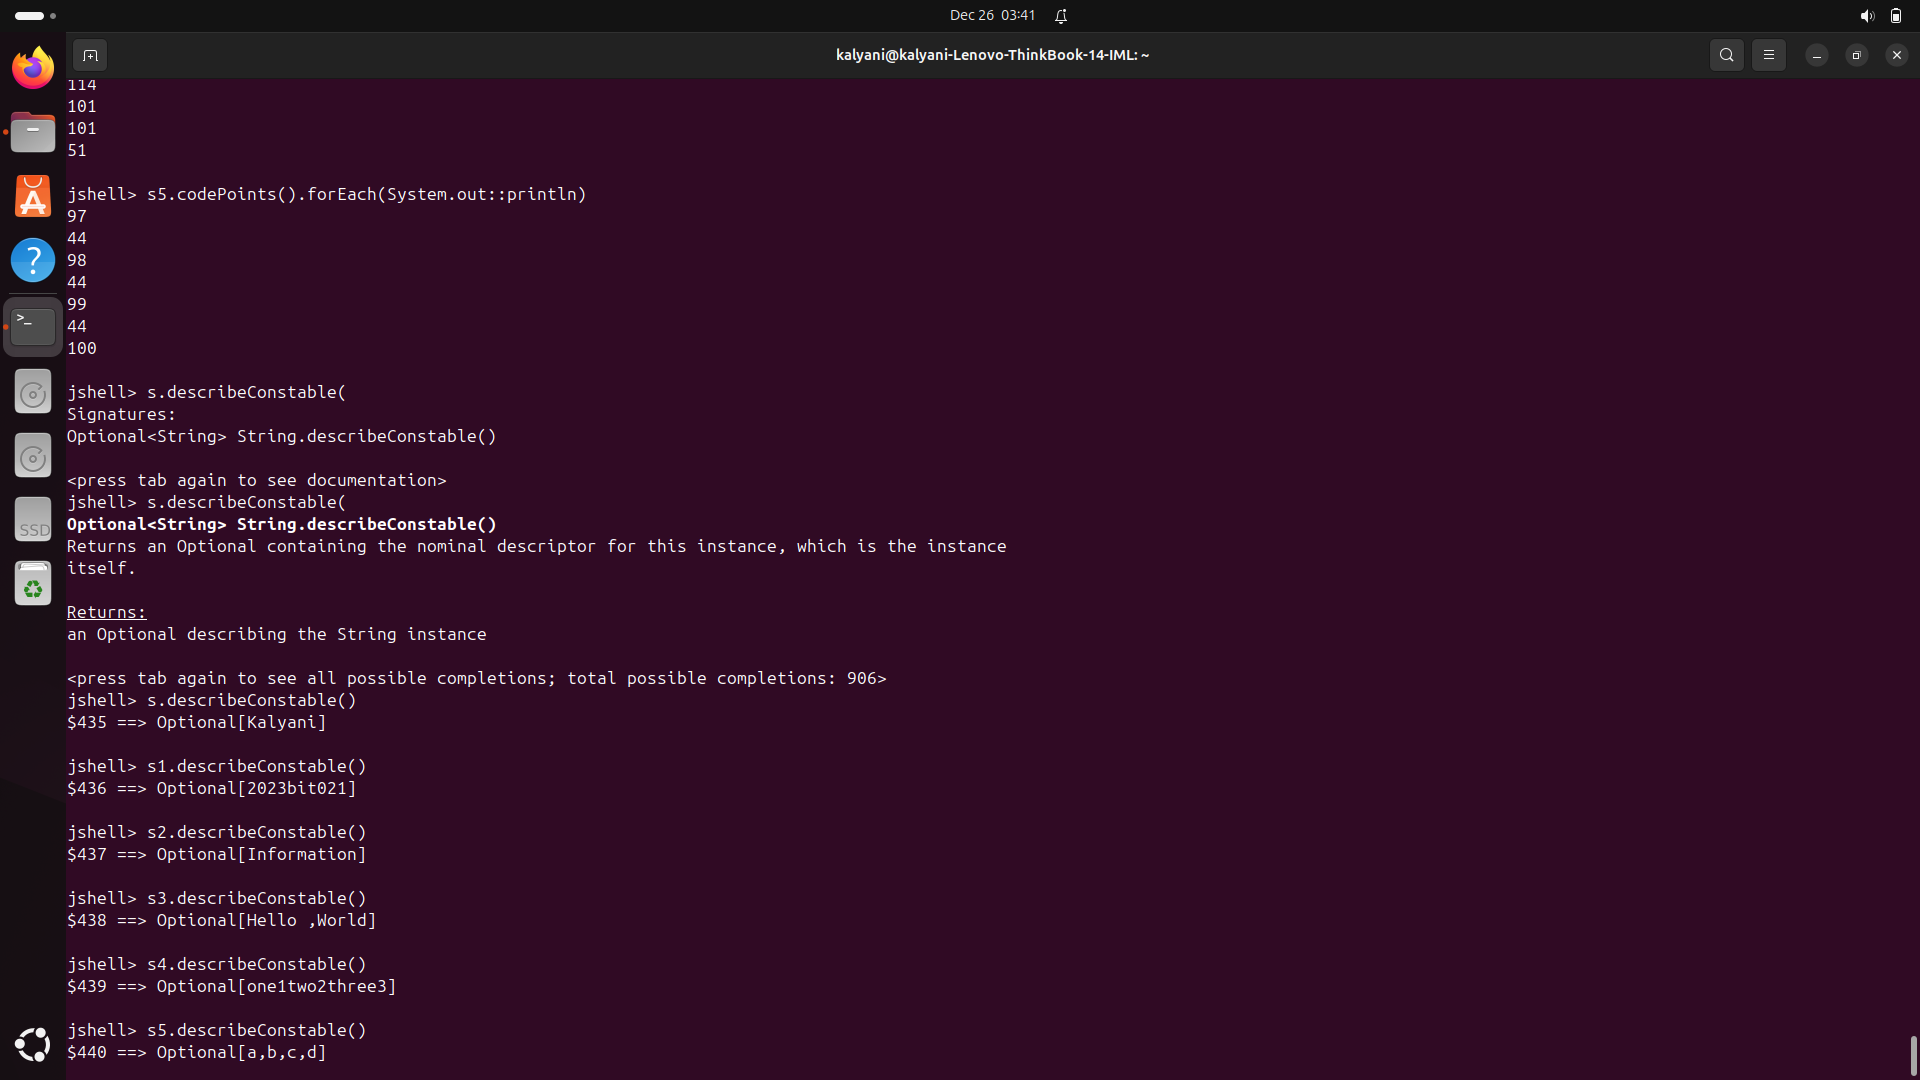 Dec 26 03:41
kalyani@kalyani-Lenovo-ThinkBook-14-IML: ~
114
101
101
51
jshell> s5.codePoints().forEach(System.out::println)
97
44
98
44
99
44
100
jshell> s.describeConstable(
Signatures:
Optional<String> String.describeConstable()
<press tab again to see documentation>
jshell> s.describeConstable(
Optional<String> String.describeConstable()
Returns an Optional containing the nominal descriptor for this instance, which is the instance
itself.
Returns:
an Optional describing the String instance
<press tab again to see all possible completions; total possible completions: 906>
jshell> s.describeConstable()
$435 ==> Optional[Kalyani]
jshell> s1.describeConstable()
$436 ==> Optional[2023bit021]
jshell> s2.describeConstable()
$437 ==> Optional[Information]
jshell> s3.describeConstable()
$438 ==> Optional[Hello ,World]
jshell> s4.describeConstable()
$439 ==> Optional[one1two2three3]
jshell> s5.describeConstable()
$440 ==> Optional[a,b,c,d]
SSD